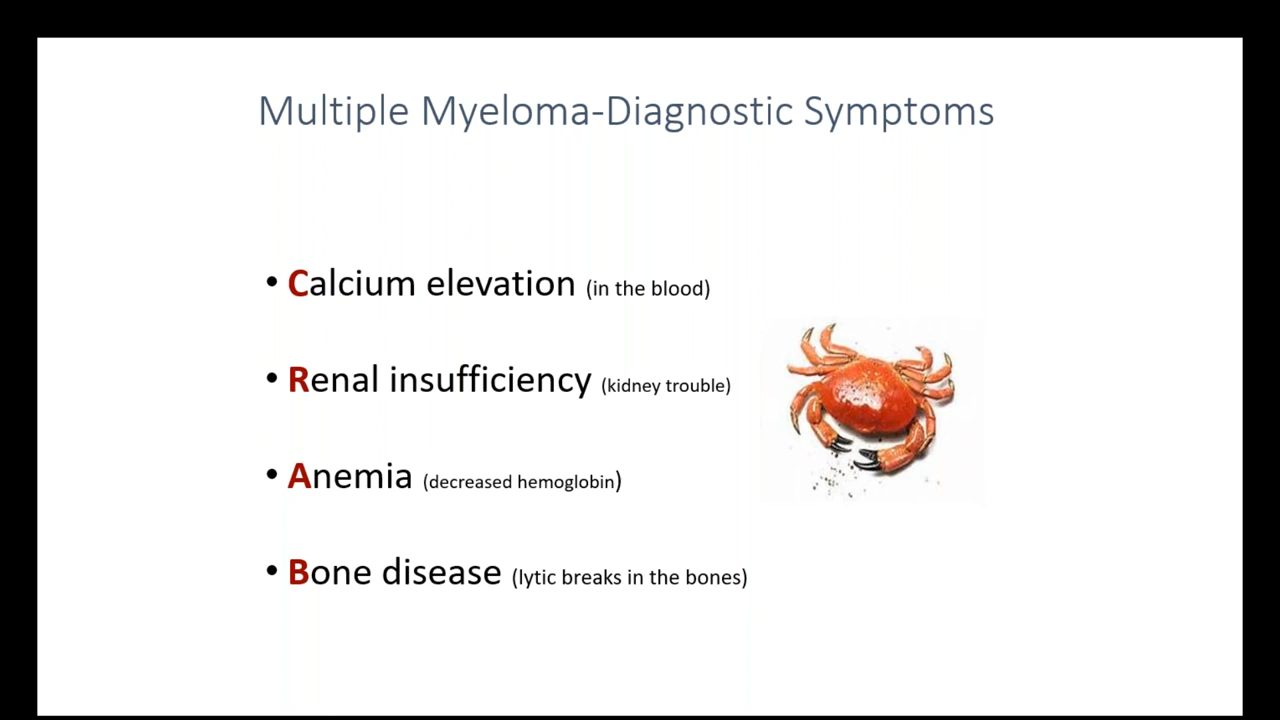 Multiple Myeloma-Diagnostic Symptoms
• Calcium elevation (in the blood)
• Renal insufficiency (kidney trouble)
• Anemia (decreased hemoglobin)
• Bone disease (lytic breaks in the bones)